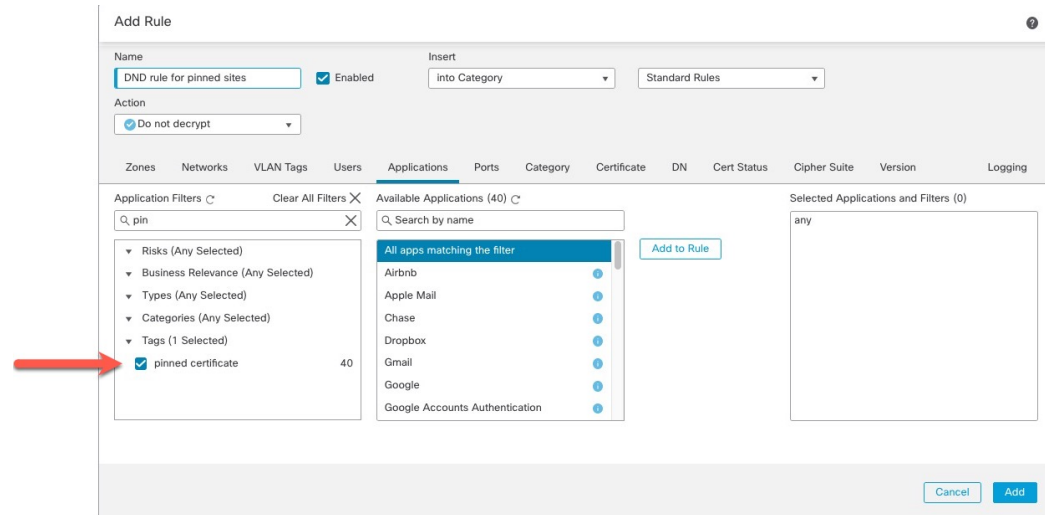 Add Rule
Name
Insert
DND rule for pinned sites
Enabled
into Category
Standard Rules
Action
Do not decrypt
Zones Networks VLAN Tags Users Applications Ports Category Certificate DN Cert Status Cipher Suite Version Logging
Application Filters
Clear All Filters
Available Applications (40)
Selected Applications and Filters (0)
pin
Search by name
any
Risks (Any Selected)
Business Relevance (Any Selected)
Types (Any Selected)
Categories (Any Selected)
Tags (1 Selected)
pinned certificate 40
All apps matching the filter
Airbnb
Apple Mail
Chase
Dropbox
Gmail
Google
Google Accounts Authentication
Add to Rule
Cancel
Add